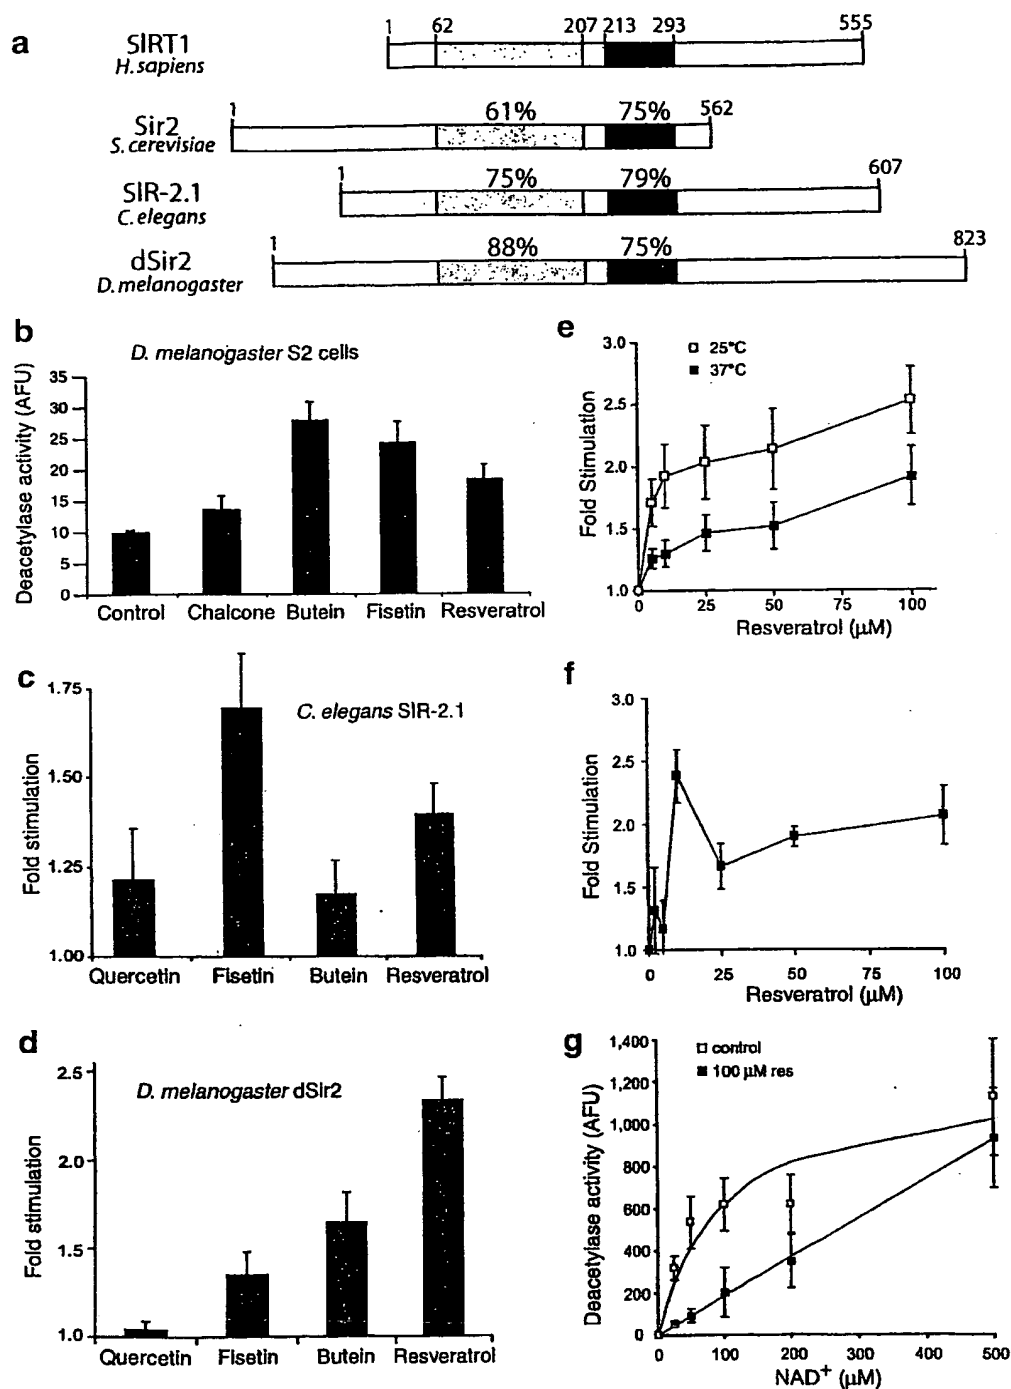 a
1 62 207 213 293 555
SIRT1
H.sapiens
1 61% 75% 562
Sir2
S. cerevisiae
1 75% 79% 607
SIR-2.1
C. elegans
1 88% 75% 823
dSir2
D. melanogaster
b
D. melanogaster S2 cells
Deacetylase activity (AFU)
35
30
25
20
15
10
5
0
Control Chalcone Butein Fisetin Resveratrol
e
25°C
37°C
Fold Stimulation
3.0
2.5
2.0
1.5
1.0
0 25 50 75 100
Resveratrol (µM)
c
C. elegans SIR-2.1
Fold stimulation
1.75
1.50
1.25
1.00
Quercetin Fisetin Butein Resveratrol
f
Fold Stimulation
3.0
2.5
2.0
1.5
1.0
0 25 50 75 100
Resveratrol (µM)
d
D. melanogaster dSir2
Fold stimulation
2.5
2.0
1.5
1.0
Quercetin Fisetin Butein Resveratrol
g
control
100 µM res
Deacetylase activity (AFU)
1,400
1,200
1,000
800
600
400
200
0
0 100 200 300 400 500
NAD+ (µM)